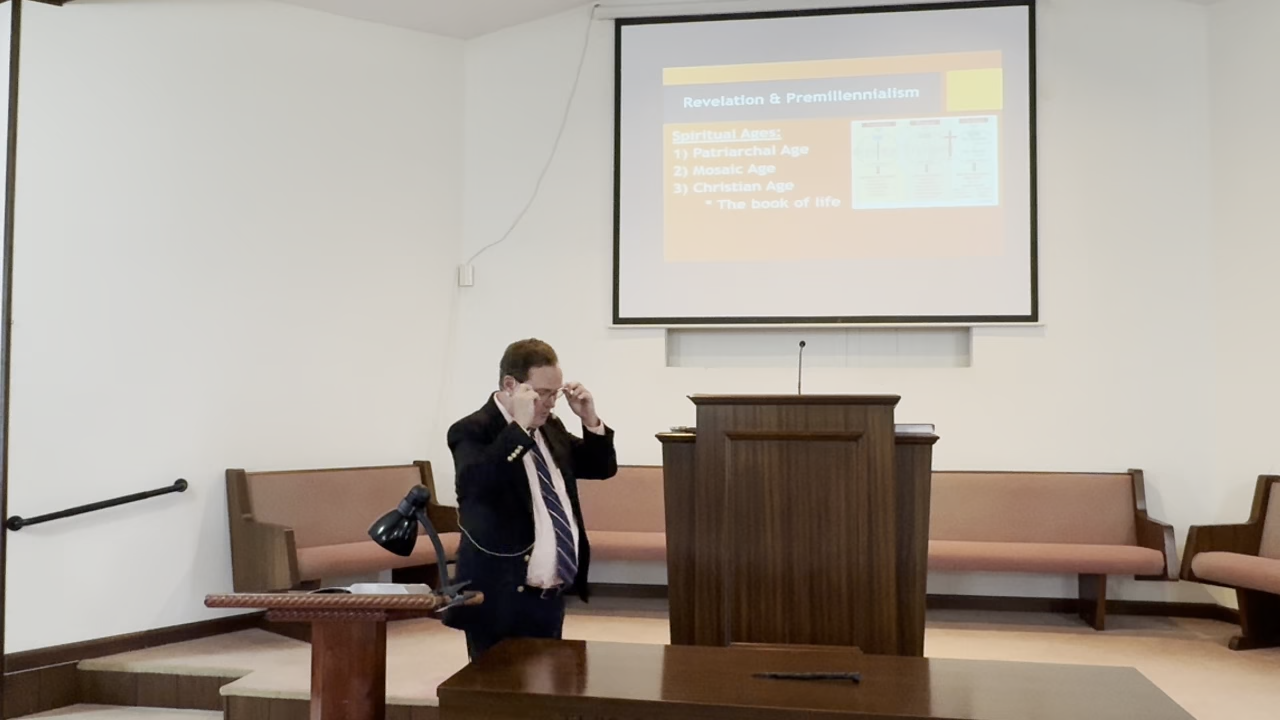 Revelation & Premillennialism
Spiritual Ages:
1) Patriarchal Age
2) Mosaic Age
3) Christian Age
* The book of life